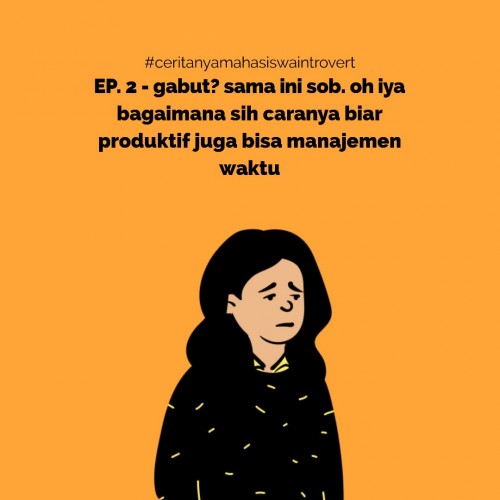 #ceritanyamahasiswaintrovert
EP. 2 - gabut? sama ini sob. oh iya
bagaimana sih caranya biar
produktif juga bisa manajemen
waktu